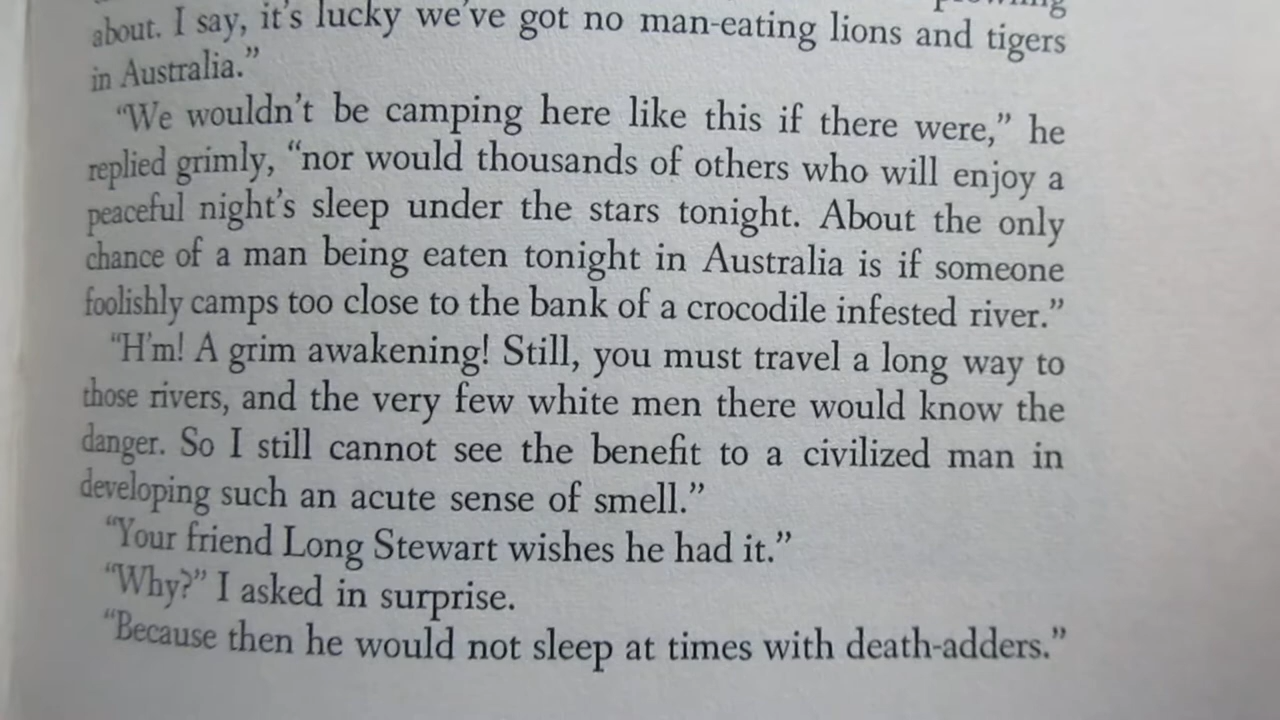 about. I say, it's lucky we've got no man-eating lions and tigers
in Australia.”
“We wouldn't be camping here like this if there were,” he
replied grimly, “nor would thousands of others who will enjoy a
peaceful night's sleep under the stars tonight. About the only
chance of a man being eaten tonight in Australia is if someone
foolishly camps too close to the bank of a crocodile infested river.”
“H'm! A grim awakening! Still, you must travel a long way to
those rivers, and the very few white men there would know the
danger. So I still cannot see the benefit to a civilized man in
developing such an acute sense of smell.”
“Your friend Long Stewart wishes he had it.”
“Why?” I asked in surprise.
“Because then he would not sleep at times with death-adders.”